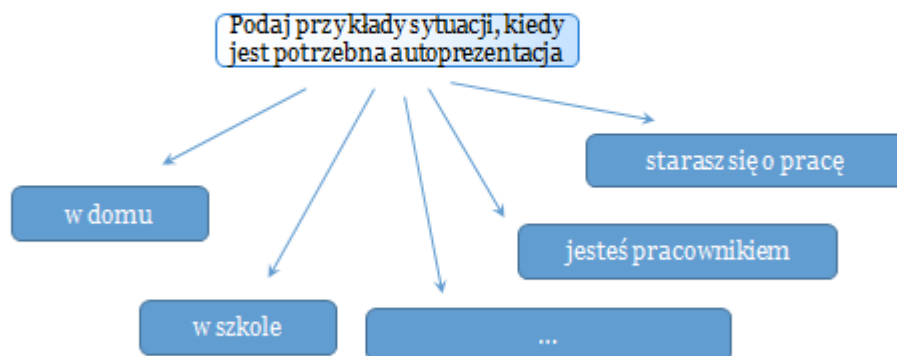 Podaj przykłady sytuacji, kiedy
jest potrzebna autoprezentacja
starasz się o pracę
w domu
jesteś pracownikiem
w szkole
...